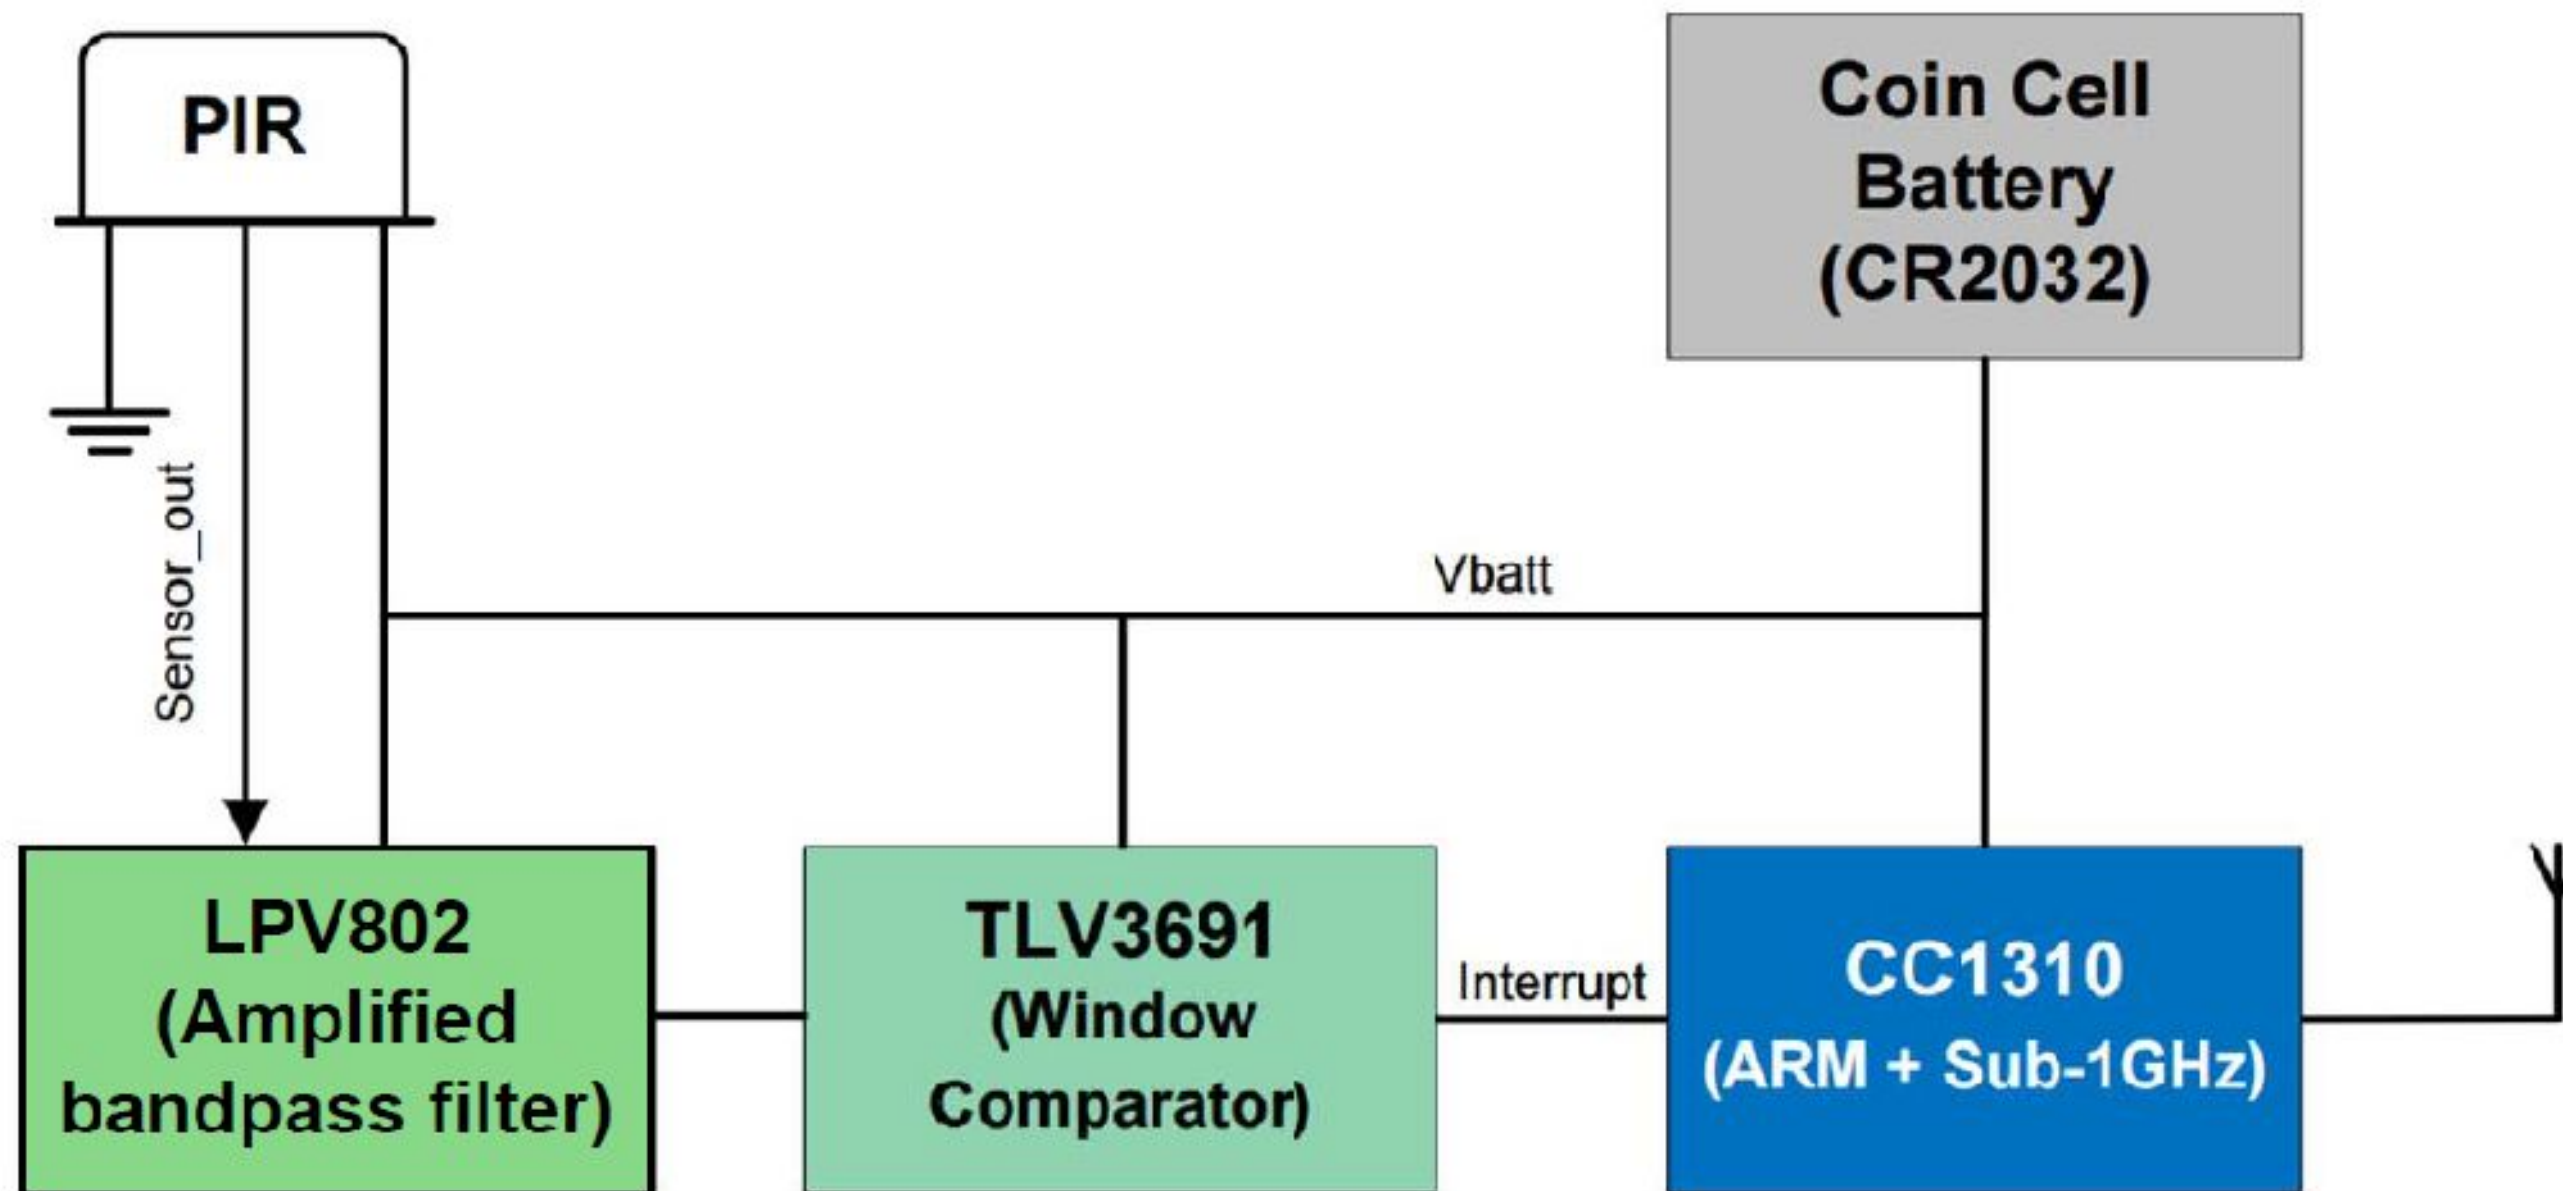 PIR
Coin Cell
Battery
(CR2032)
Sensor_out
Vbatt
LPV802
(Amplified
bandpass filter)
TLV3691
(Window
Comparator)
Interrupt
CC1310
(ARM + Sub-1GHz)